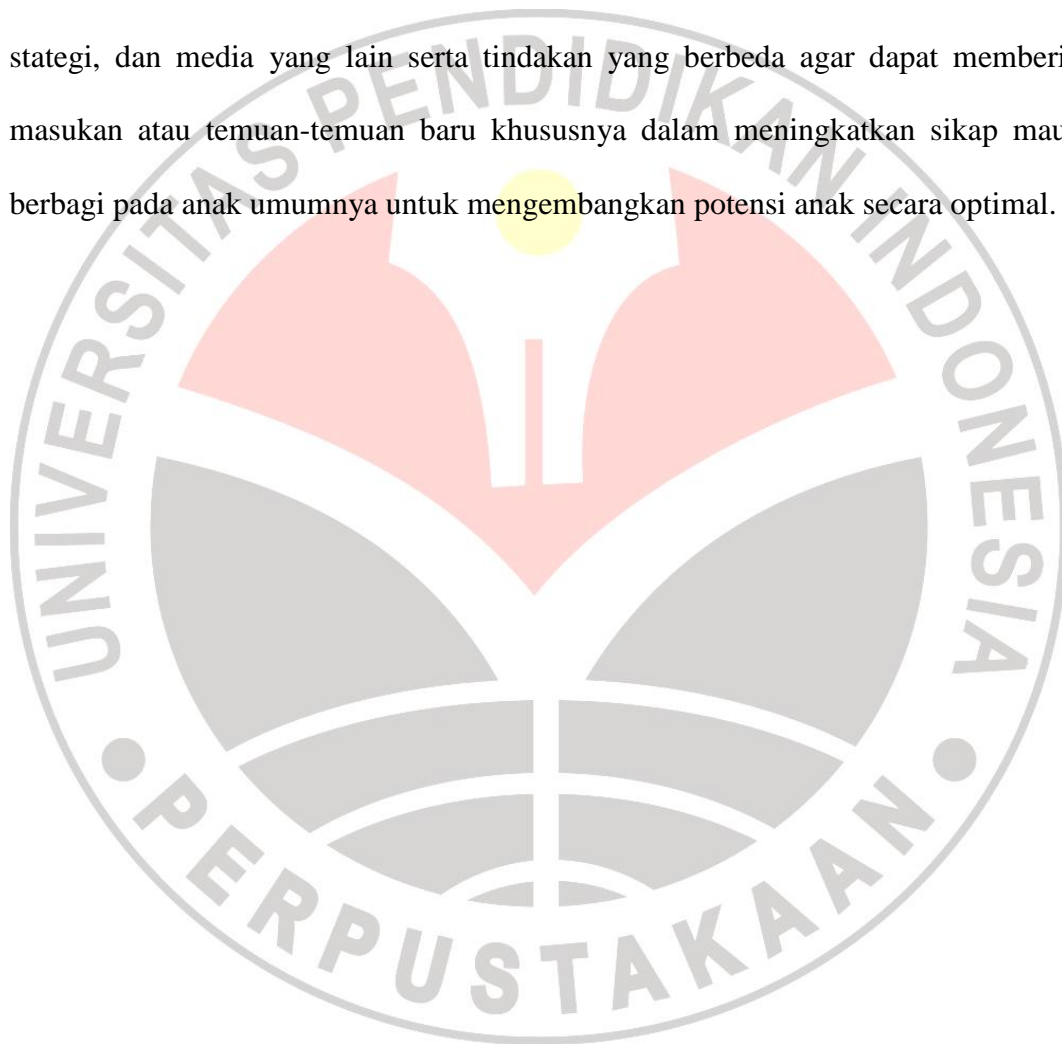 stategi, dan media yang lain serta tindakan yang berbeda agar dapat memberi
masukan atau temuan-temuan baru khususnya dalam meningkatkan sikap mau
berbagi pada anak umumnya untuk mengembangkan potensi anak secara optimal.
UNIVERSITAS PENDIDIKAN INDONESIA
PERPUSTAKAAN